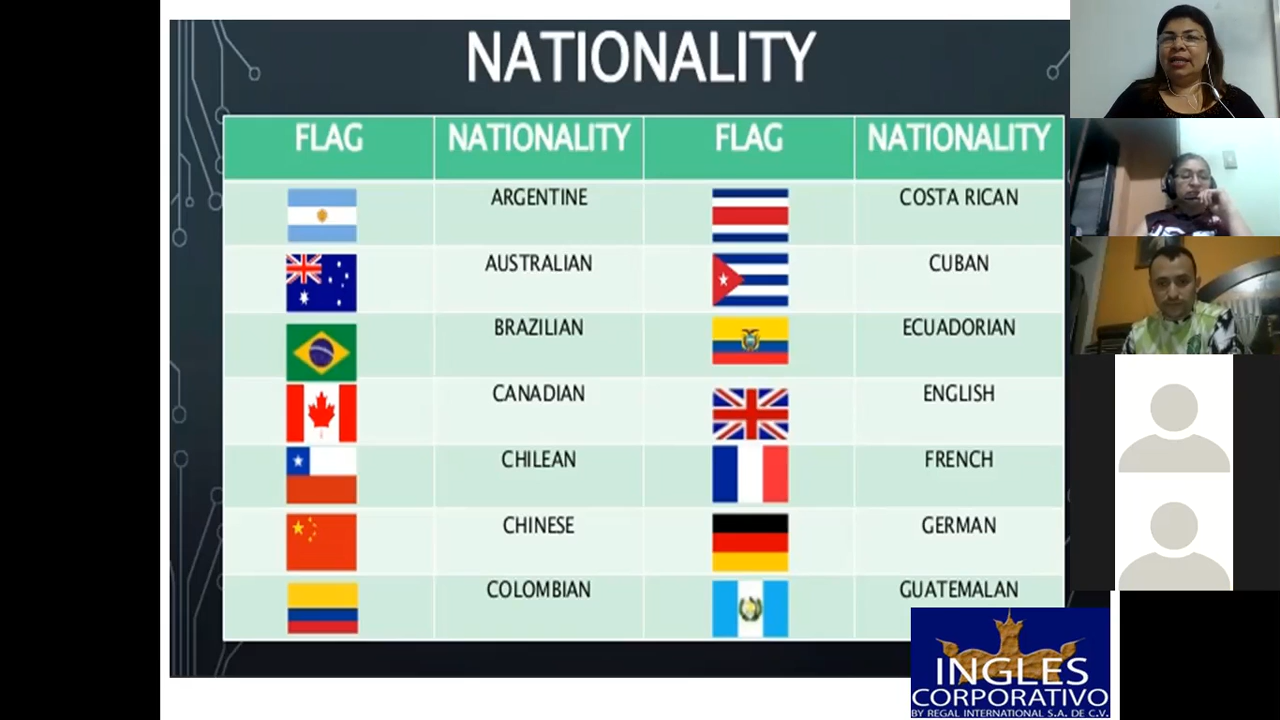 NATIONALITY
FLAG NATIONALITY FLAG NATIONALITY
ARGENTINE COSTA RICAN
AUSTRALIAN CUBAN
BRAZILIAN ECUADORIAN
CANADIAN ENGLISH
CHILEAN FRENCH
CHINESE GERMAN
COLOMBIAN GUATEMALAN
INGLES
CORPORATIVO
BY REGAL INTERNATIONAL S.A. DE C.V.